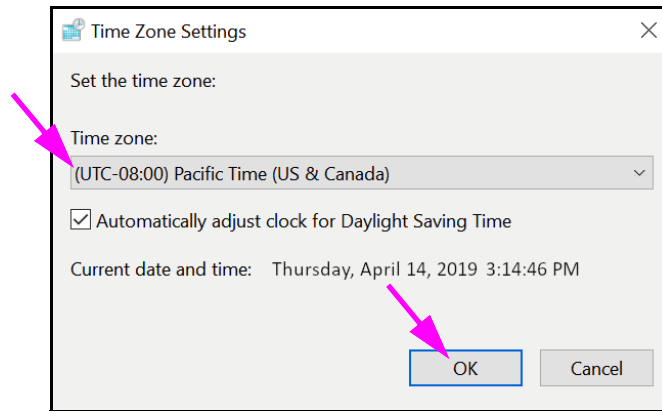 Time Zone Settings
Set the time zone:
Time zone:
(UTC-08:00) Pacific Time (US & Canada)
Automatically adjust clock for Daylight Saving Time
Current date and time: Thursday, April 14, 2019 3:14:46 PM
OK Cancel